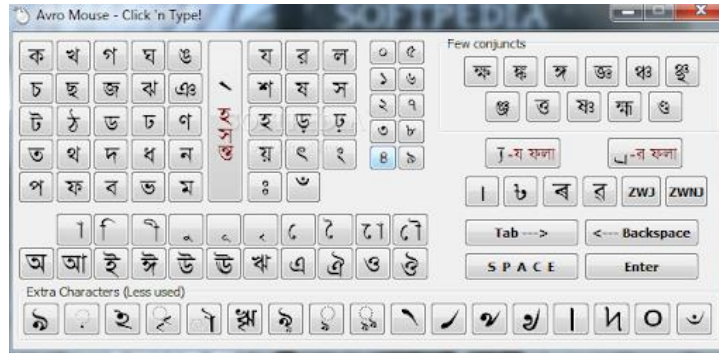 Avro Mouse - Click 'n Type!
SOFTPEDIA
ক খ গ ঘ ঙ য র ল ০ ৫
চ ছ জ ঝ ঞ শ ষ স ১ ৬
ট ঠ ড ঢ ণ হ ড় ঢ় ২ ৭
ত থ দ ধ ন য় ৎ ং ৩ ৮
প ফ ব ভ ম ঃ ঁ ৪ ৯
্ হসন্ত
া ি ী ু ূ ৃ ে ৈ ো ৌ
অ আ ই ঈ উ ঊ ঋ এ ঐ ও ঔ
Few conjuncts
ক্ষ ঙ্ক ঙ্গ জ্ঞ ঞ্চ ঞ্ছ
ঞ্জ ত্ত ষ্ণ হ্ম ণ্ড
্য-য ফলা ্র-র ফলা
। ৳ ৰ ৱ ZWJ ZWNJ
Tab ---> <--- Backspace
SPACE Enter
Extra Characters (Less used)